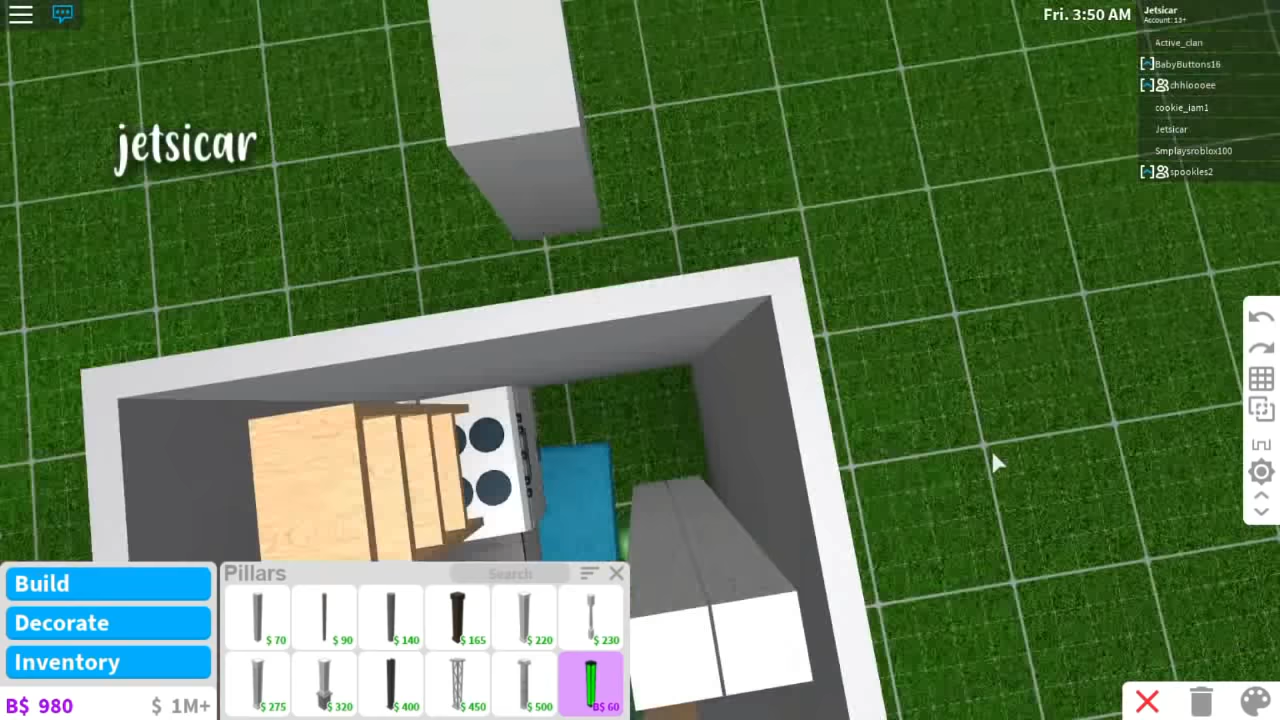 Fri. 3:50 AM
Jetsicar
Account: 13+
Active_clan
BabyButtons16
chhloooee
cookie_iam1
Jetsicar
Smplaysroblox100
spookles2
jetsicar
Build
Decorate
Inventory
B$ 980
$ 1M+
Pillars
Search
$ 70
$ 90
$ 140
$ 165
$ 220
$ 230
$ 275
$ 320
$ 400
$ 450
$ 500
B$ 60